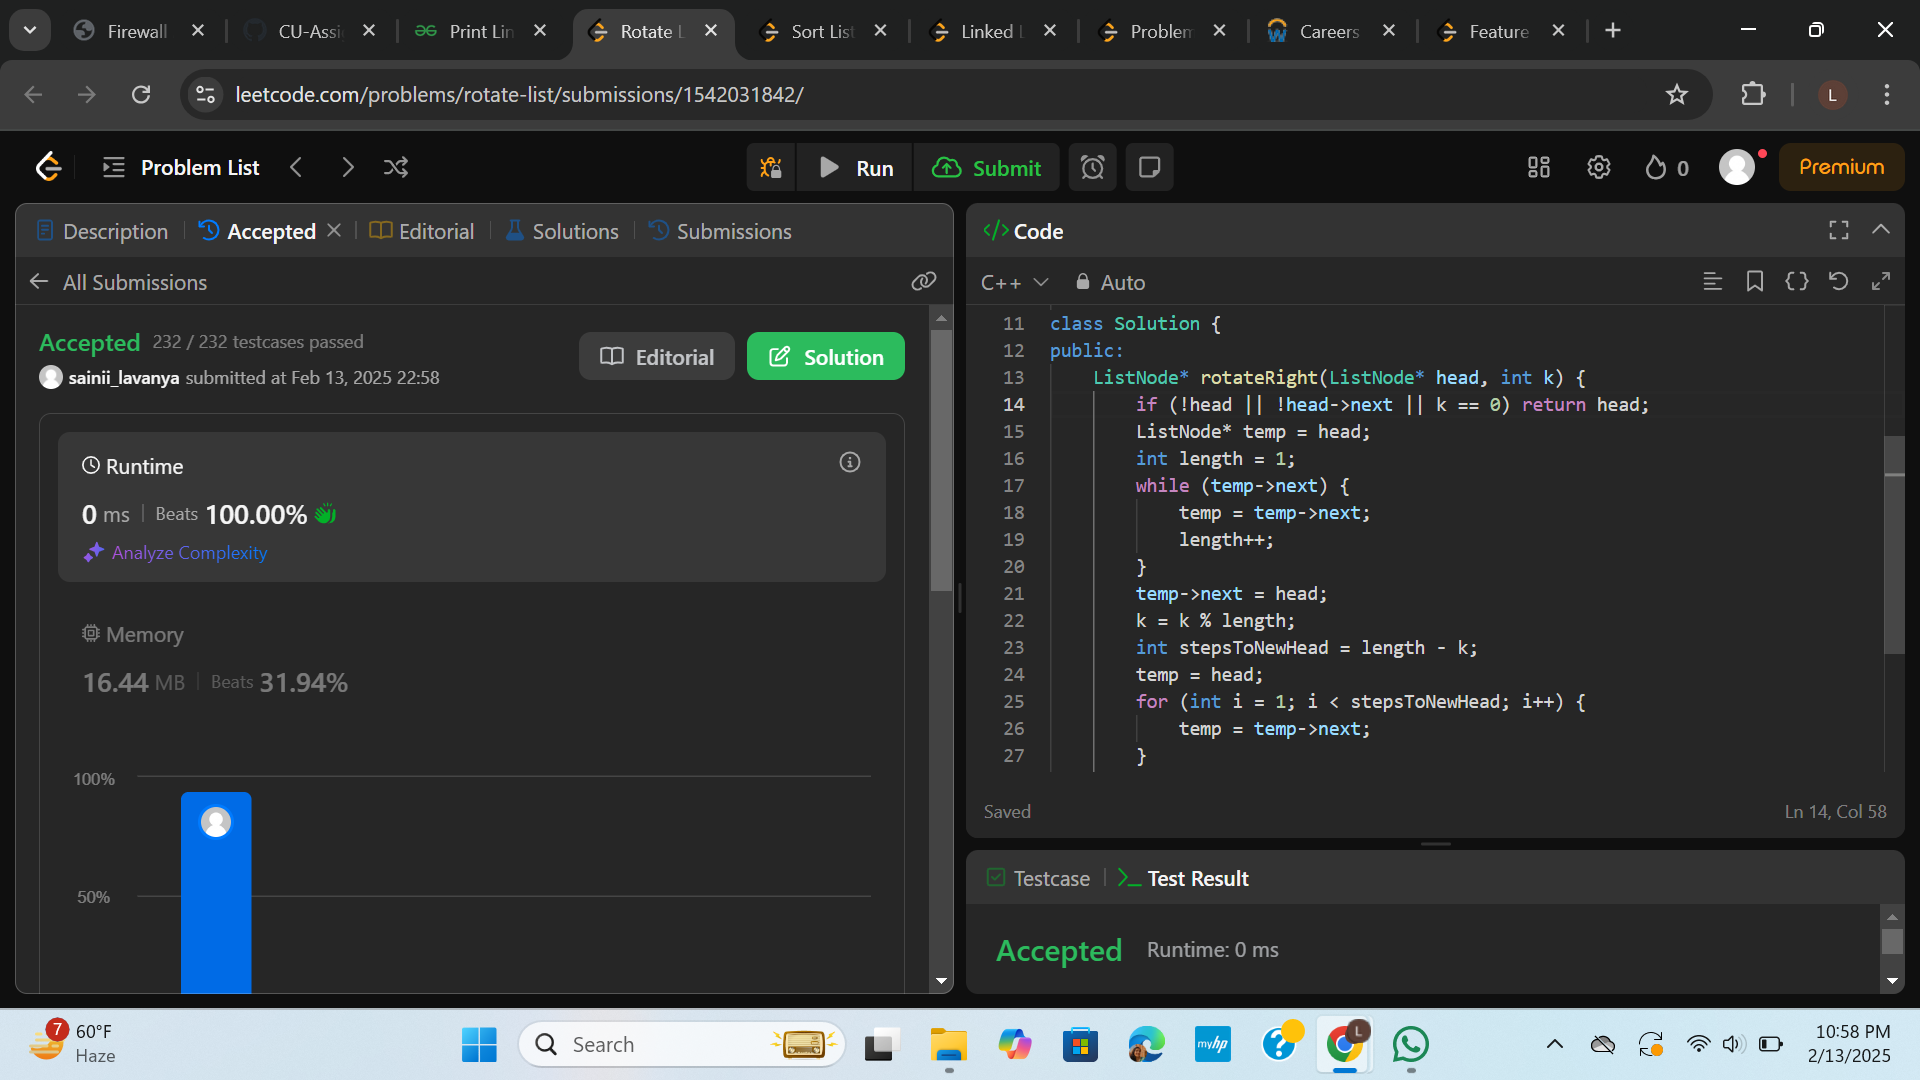 Firewall
CU-Assi
Print Lin
Rotate L
Sort List
Linked L
Problem
Careers
Feature
leetcode.com/problems/rotate-list/submissions/1542031842/
L
Problem List
Run
Submit
0
Premium
Description
Accepted
Editorial
Solutions
Submissions
All Submissions
Accepted 232 / 232 testcases passed
sainii_lavanya submitted at Feb 13, 2025 22:58
Editorial
Solution
Runtime
0 ms Beats 100.00%
Analyze Complexity
Memory
16.44 MB Beats 31.94%
100%
50%
</> Code
C++ Auto
11 class Solution {
12 public:
13 ListNode* rotateRight(ListNode* head, int k) {
14 if (!head || !head->next || k == 0) return head;
15 ListNode* temp = head;
16 int length = 1;
17 while (temp->next) {
18 temp = temp->next;
19 length++;
20 }
21 temp->next = head;
22 k = k % length;
23 int stepsToNewHead = length - k;
24 temp = head;
25 for (int i = 1; i < stepsToNewHead; i++) {
26 temp = temp->next;
27 }
Saved
Ln 14, Col 58
Testcase
Test Result
Accepted Runtime: 0 ms
7
60°F
Haze
Search
myhp
L
10:58 PM
2/13/2025